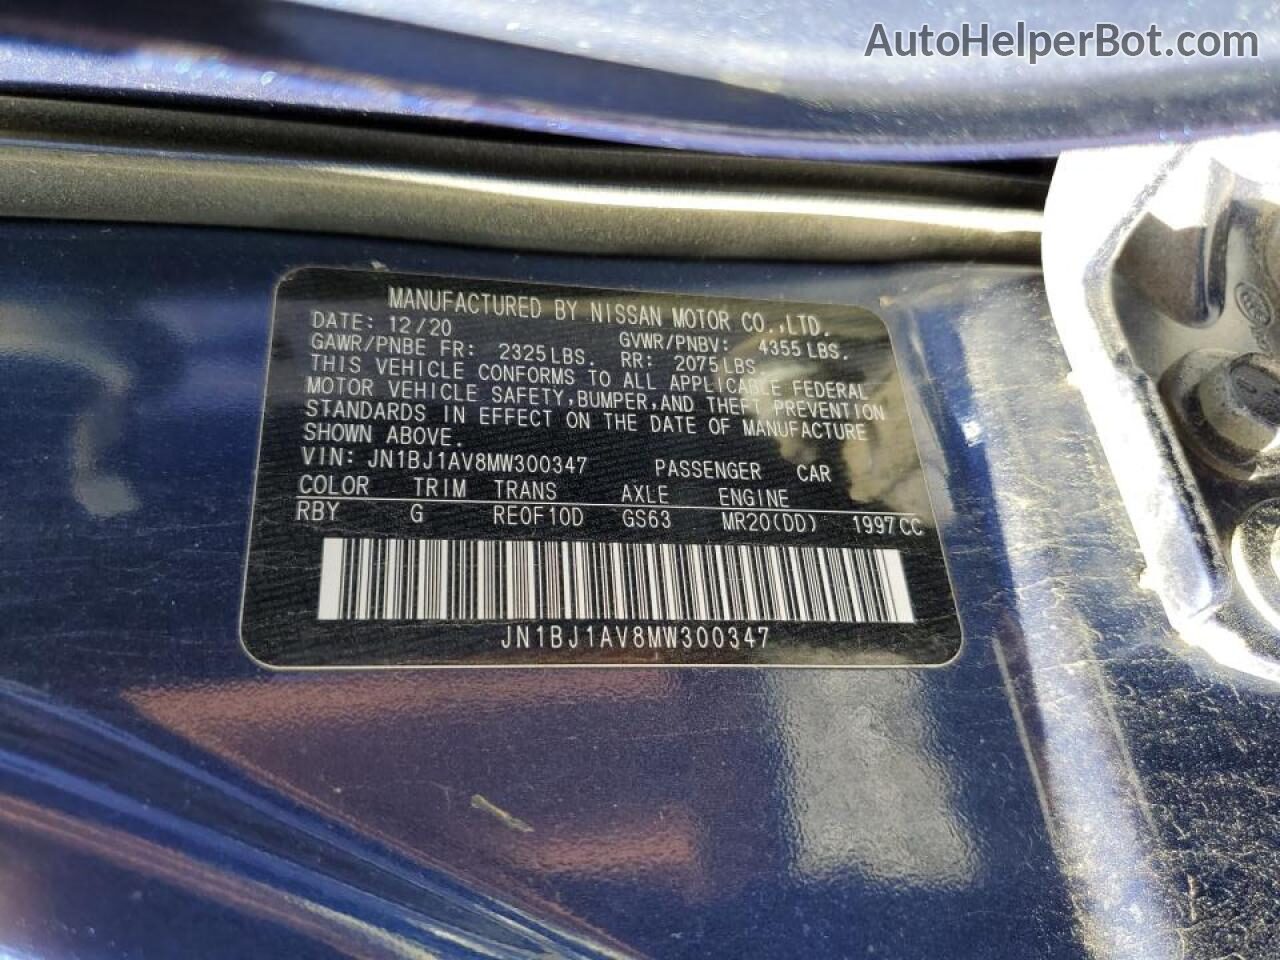 AutoHelperBot.com
MANUFACTURED BY NISSAN MOTOR CO.,LTD.
DATE: 12/20 GVWR/PNBV: 4355 LBS.
GAWR/PNBE FR: 2325 LBS. RR: 2075 LBS.
THIS VEHICLE CONFORMS TO ALL APPLICABLE FEDERAL
MOTOR VEHICLE SAFETY,BUMPER,AND THEFT PREVENTION
STANDARDS IN EFFECT ON THE DATE OF MANUFACTURE
SHOWN ABOVE.
VIN: JN1BJ1AV8MW300347 PASSENGER CAR
COLOR TRIM TRANS AXLE ENGINE
RBY G RE0F10D GS63 MR20(DD) 1997 CC
JN1BJ1AV8MW300347